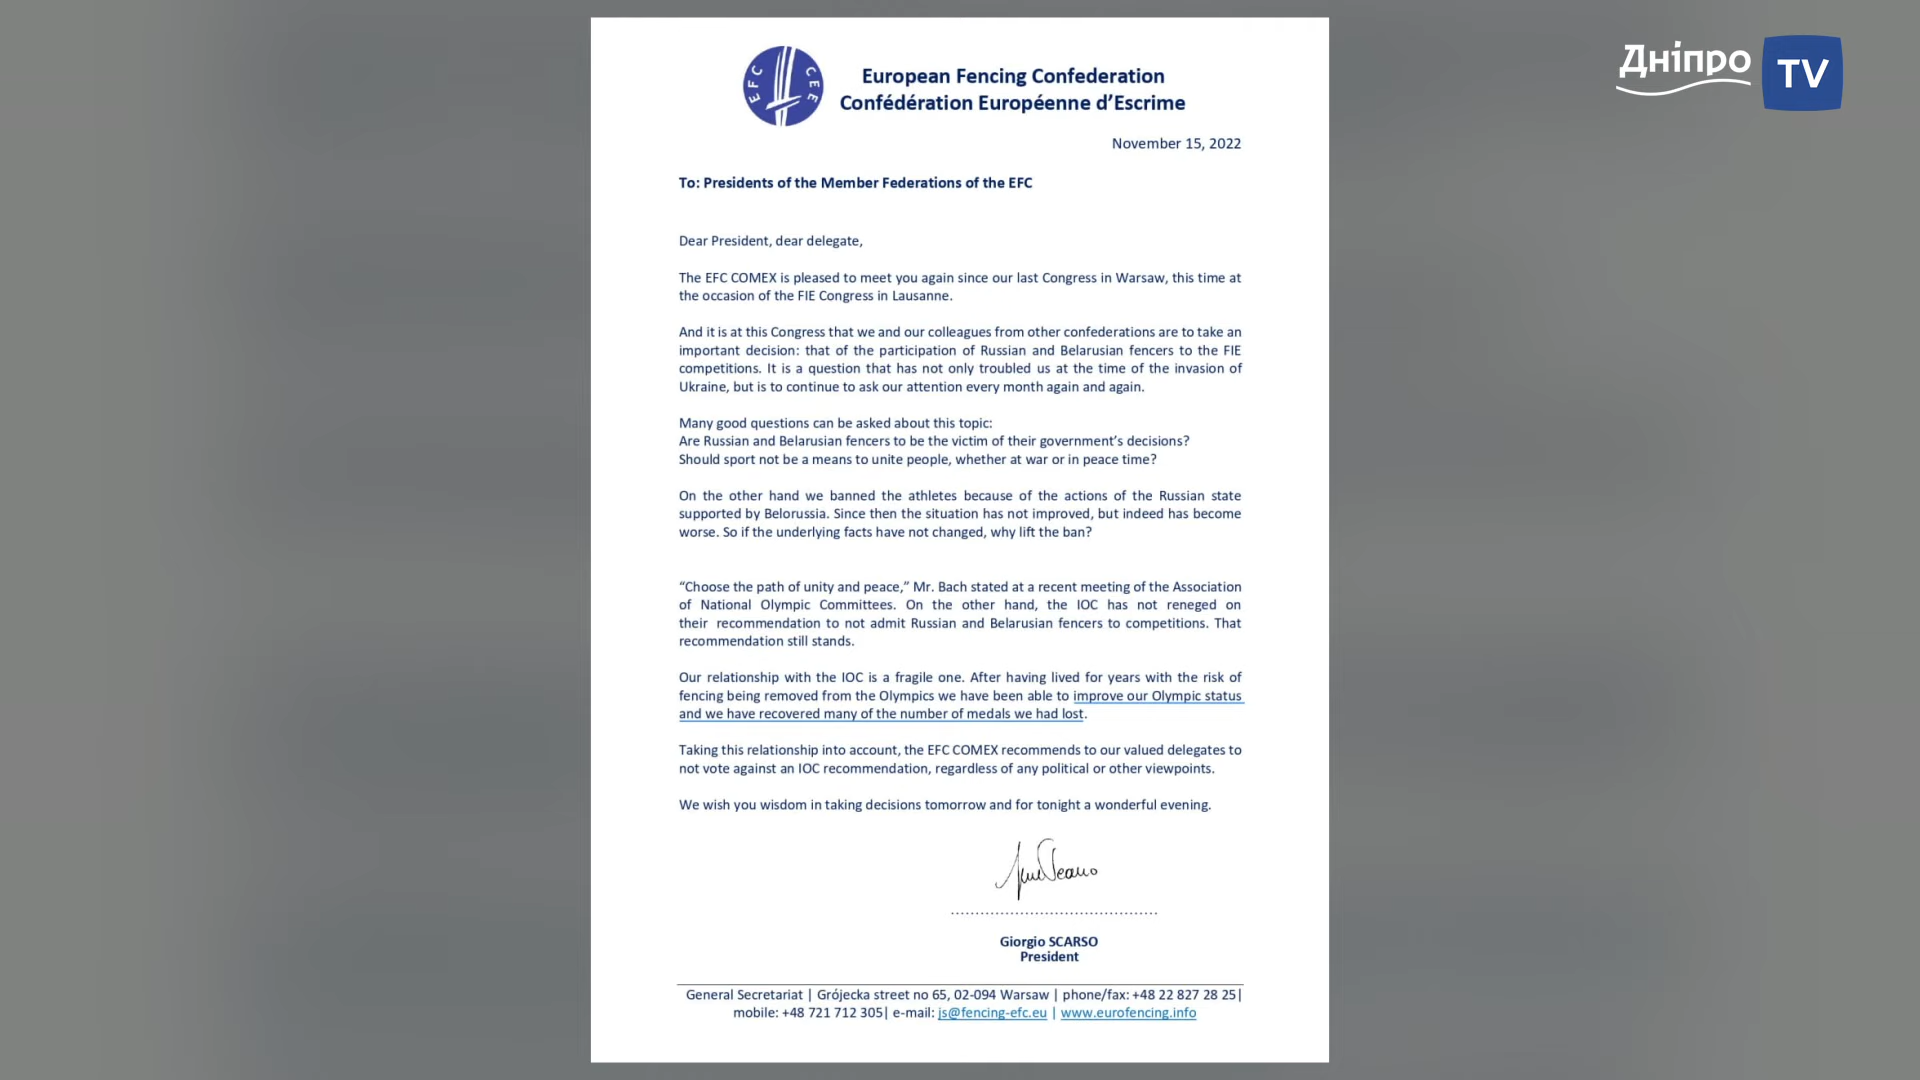 Дніпро TV
EFC CEE
European Fencing Confederation
Confédération Européenne d’Escrime
November 15, 2022
To: Presidents of the Member Federations of the EFC
Dear President, dear delegate,
The EFC COMEX is pleased to meet you again since our last Congress in Warsaw, this time at
the occasion of the FIE Congress in Lausanne.
And it is at this Congress that we and our colleagues from other confederations are to take an
important decision: that of the participation of Russian and Belarusian fencers to the FIE
competitions. It is a question that has not only troubled us at the time of the invasion of
Ukraine, but is to continue to ask our attention every month again and again.
Many good questions can be asked about this topic:
Are Russian and Belarusian fencers to be the victim of their government’s decisions?
Should sport not be a means to unite people, whether at war or in peace time?
On the other hand we banned the athletes because of the actions of the Russian state
supported by Belorussia. Since then the situation has not improved, but indeed has become
worse. So if the underlying facts have not changed, why lift the ban?
“Choose the path of unity and peace,” Mr. Bach stated at a recent meeting of the Association
of National Olympic Committees. On the other hand, the IOC has not reneged on
their recommendation to not admit Russian and Belarusian fencers to competitions. That
recommendation still stands.
Our relationship with the IOC is a fragile one. After having lived for years with the risk of
fencing being removed from the Olympics we have been able to improve our Olympic status
and we have recovered many of the number of medals we had lost.
Taking this relationship into account, the EFC COMEX recommends to our valued delegates to
not vote against an IOC recommendation, regardless of any political or other viewpoints.
We wish you wisdom in taking decisions tomorrow and for tonight a wonderful evening.
Giorgio SCARSO
President
General Secretariat | Grójecka street no 65, 02-094 Warsaw | phone/fax: +48 22 827 28 25|
mobile: +48 721 712 305| e-mail: js@fencing-efc.eu | www.eurofencing.info